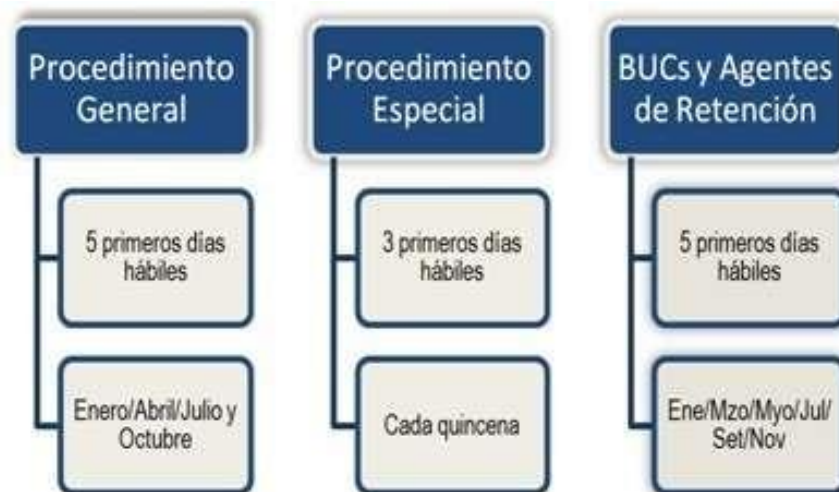 Procedimiento
General
5 primeros días
hábiles
Enero/Abril/Julio y
Octubre
Procedimiento
Especial
3 primeros días
hábiles
Cada quincena
BUCs y Agentes
de Retención
5 primeros días
hábiles
Ene/Mzo/Myo/Jul/
Set/Nov